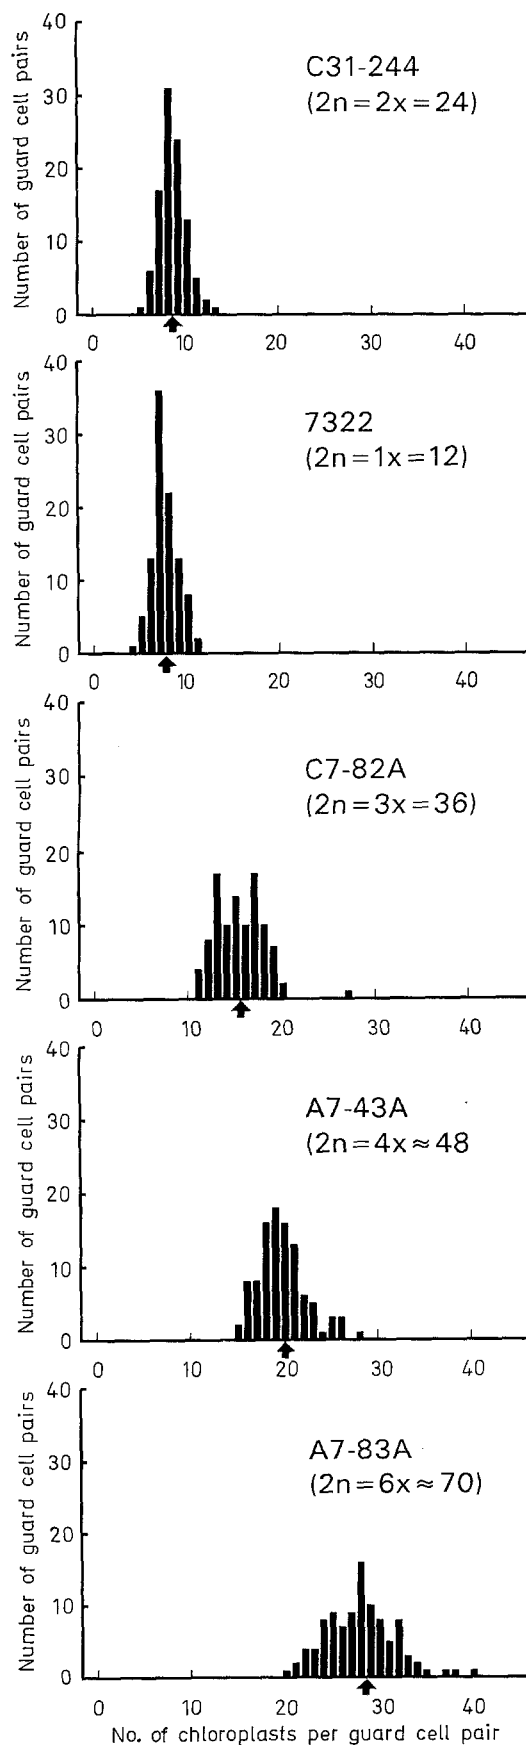 Number of guard cell pairs
40
30
20
10
0
C31-244
(2n=2x=24)
0 10 20 30 40
Number of guard cell pairs
40
30
20
10
0
7322
(2n=1x=12)
0 10 20 30 40
Number of guard cell pairs
40
30
20
10
0
C7-82A
(2n=3x=36)
0 10 20 30 40
Number of guard cell pairs
40
30
20
10
0
A7-43A
(2n=4x≈48
0 10 20 30 40
Number of guard cell pairs
40
30
20
10
0
A7-83A
(2n=6x≈70)
0 10 20 30 40
No. of chloroplasts per guard cell pair